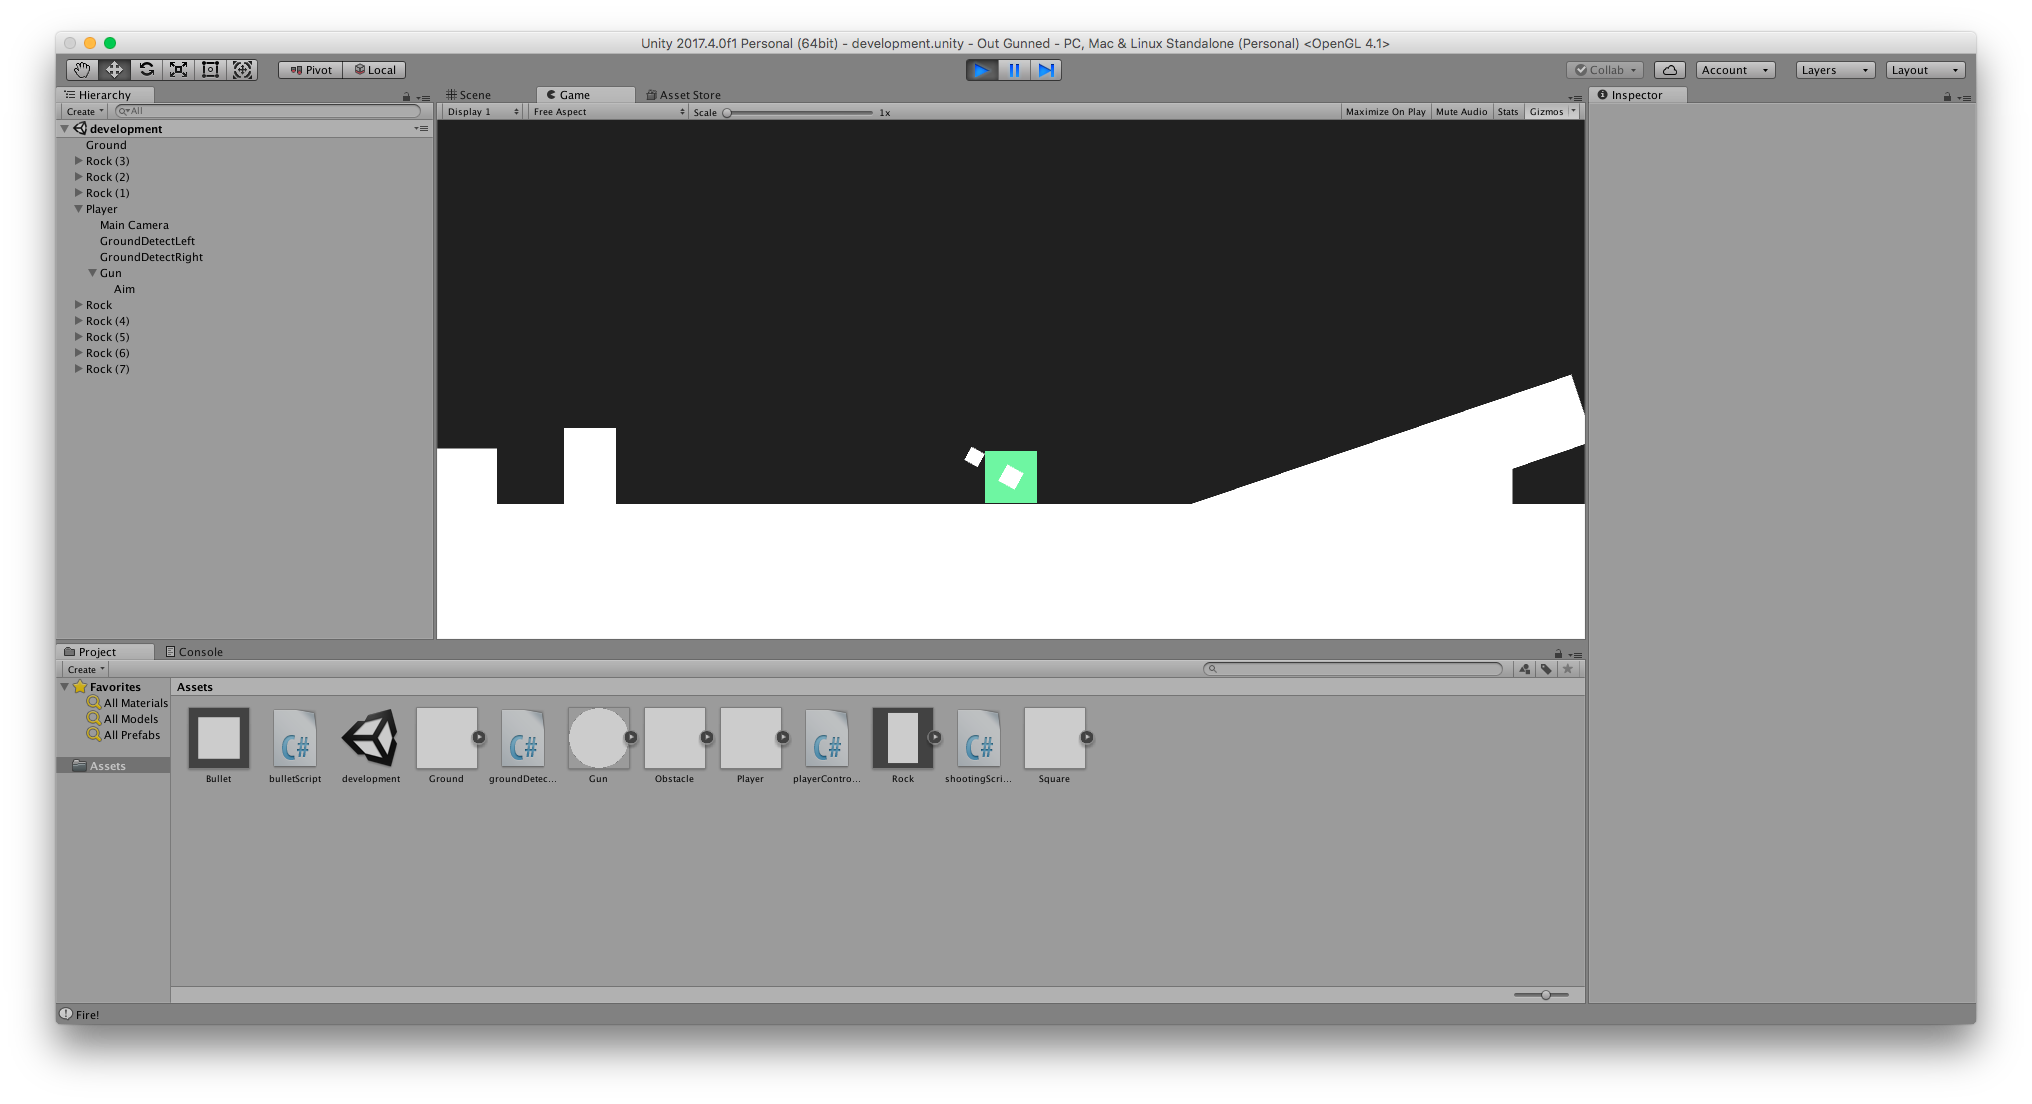 Unity 2017.4.0f1 Personal (64bit) - development.unity - Out Gunned - PC, Mac & Linux Standalone (Personal) <OpenGL 4.1>
Pivot Local Collab Account Layers Layout
Hierarchy
Create All
development
Ground
Rock (3)
Rock (2)
Rock (1)
Player
Main Camera
GroundDetectLeft
GroundDetectRight
Gun
Aim
Rock
Rock (4)
Rock (5)
Rock (6)
Rock (7)
Scene Game Asset Store
Display 1 Free Aspect Scale 1x Maximize On Play Mute Audio Stats Gizmos
Inspector
Project Console
Create
Favorites
All Materials
All Models
All Prefabs
Assets
Assets
C# C# C# C#
Bullet bulletScript development Ground groundDetec... Gun Obstacle Player playerContro... Rock shootingScri... Square
Fire!